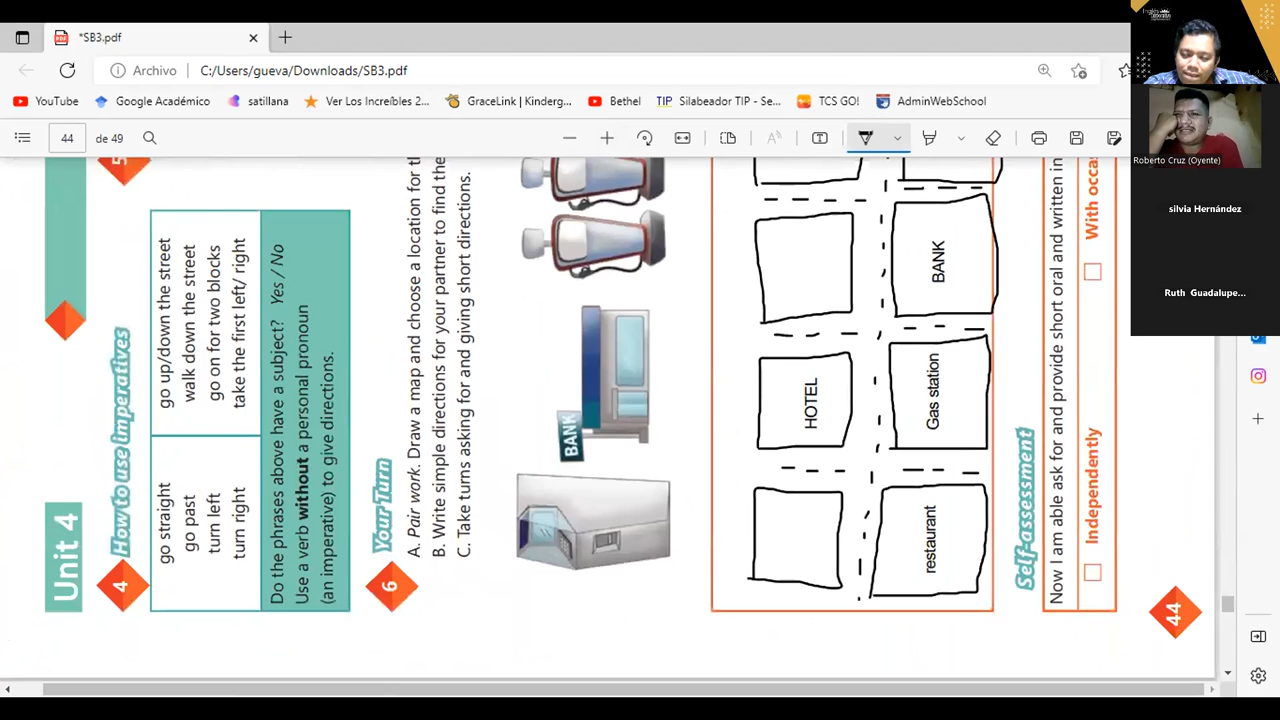 *SB3.pdf
Archivo
C:/Users/gueva/Downloads/SB3.pdf
YouTube
Google Académico
satillana
Ver Los Increíbles 2...
GraceLink | Kinderg...
Bethel
TIP Silabeador TIP - Se...
TCS GO!
AdminWebSchool
44
de 49
Unit 4
4
How to use imperatives
go straight
go past
turn left
turn right
go up/down the street
walk down the street
go on for two blocks
take the first left/ right
Do the phrases above have a subject? Yes / No
Use a verb without a personal pronoun
(an imperative) to give directions.
5
6
Your Turn
A. Pair work. Draw a map and choose a location for
B. Write simple directions for your partner to find the
C. Take turns asking for and giving short directions.
BANK
HOTEL
BANK
Gas station
restaurant
Self-assessment
Now I am able ask for and provide short oral and written in
Independently
With occas
44
Roberto Cruz (Oyente)
silvia Hernández
Ruth Guadalupe...